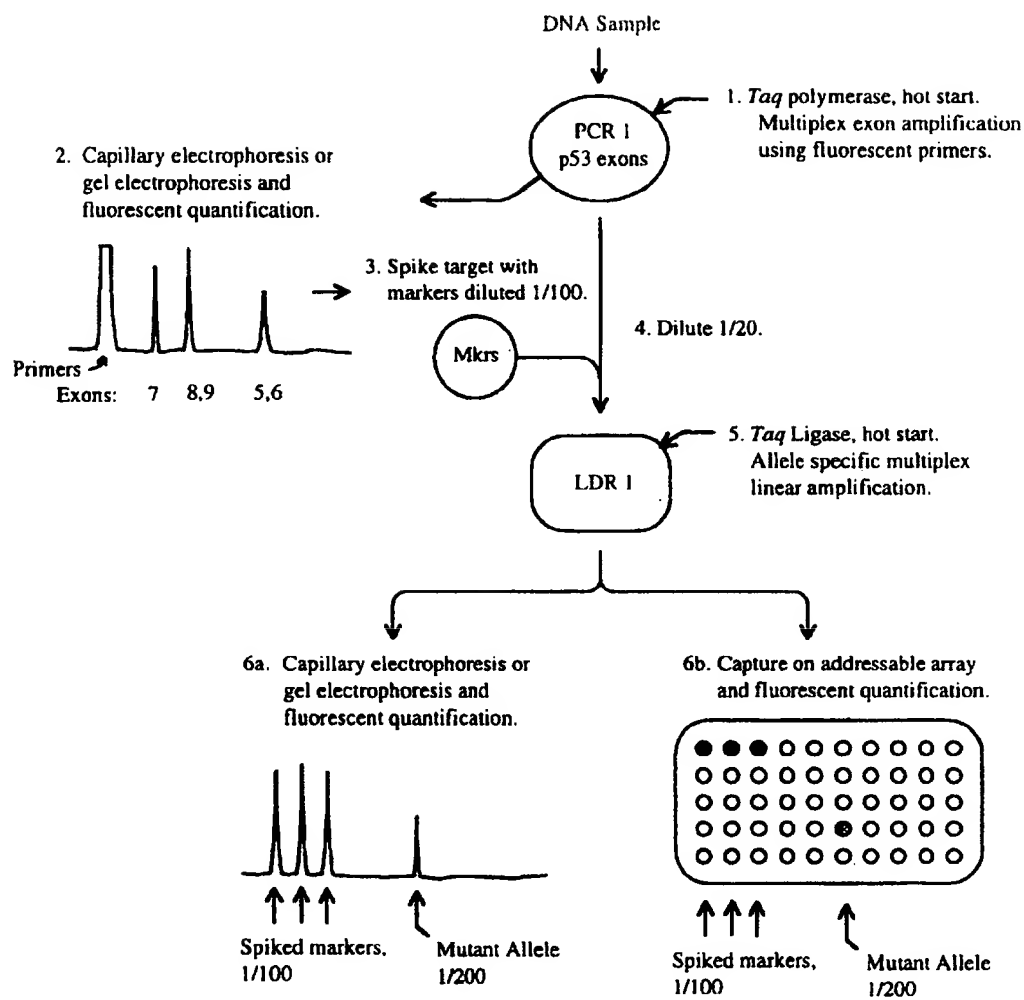 DNA Sample
1. Taq polymerase, hot start.
Multiplex exon amplification
using fluorescent primers.
PCR 1
p53 exons
2. Capillary electrophoresis or
gel electrophoresis and
fluorescent quantification.
3. Spike target with
markers diluted 1/100.
4. Dilute 1/20.
Mkrs
Primers
Exons: 7 8,9 5,6
5. Taq Ligase, hot start.
Allele specific multiplex
linear amplification.
LDR 1
6a. Capillary electrophoresis or
gel electrophoresis and
fluorescent quantification.
6b. Capture on addressable array
and fluorescent quantification.
Spiked markers,
1/100
Mutant Allele
1/200
Spiked markers,
1/100
Mutant Allele
1/200